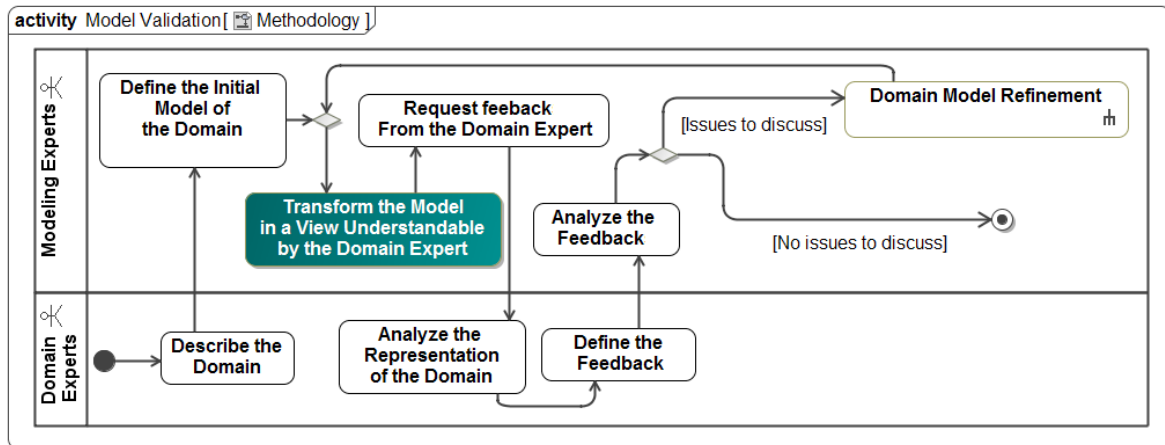 activity Model Validation[ Methodology ]
Modeling Experts
Define the Initial
Model of
the Domain
Request feeback
From the Domain Expert
Domain Model Refinement
[Issues to discuss]
Transform the Model
in a View Understandable
by the Domain Expert
Analyze the
Feedback
[No issues to discuss]
Domain
Experts
Describe the
Domain
Analyze the
Representation
of the Domain
Define the
Feedback